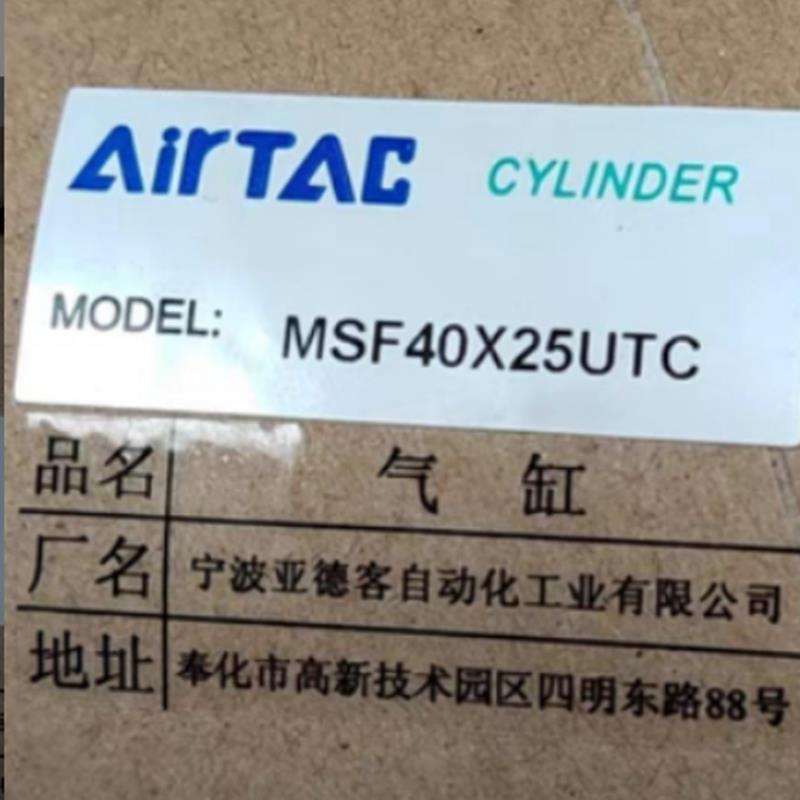 AirTAC CYLINDER
MODEL: MSF40X25UTC
品名 气缸
厂名 宁波亚德客自动化工业有限公司
地址 奉化市高新技术园区四明东路88号